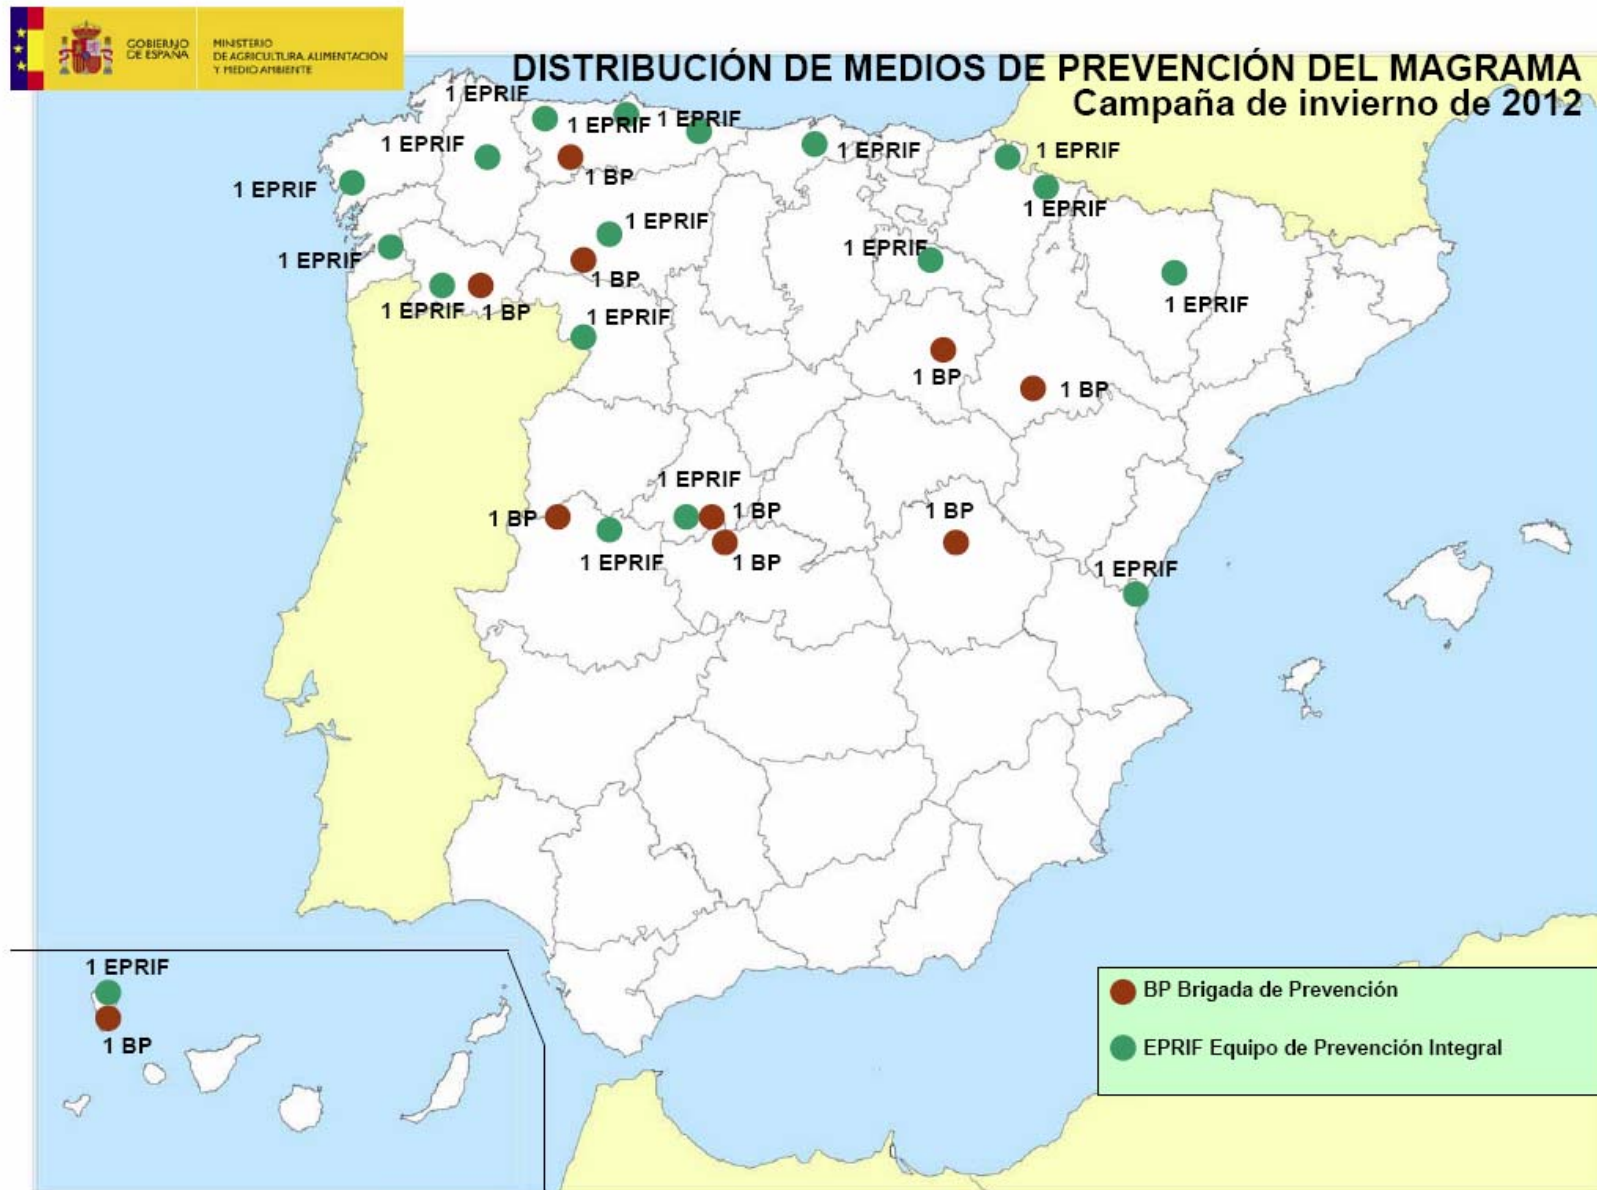 GOBIERNO
DE ESPAÑA
MINISTERIO
DE AGRICULTURA, ALIMENTACIÓN
Y MEDIO AMBIENTE
DISTRIBUCIÓN DE MEDIOS DE PREVENCIÓN DEL MAGRAMA
Campaña de invierno de 2012
1 EPRIF
1 EPRIF
1 EPRIF
1 EPRIF
1 EPRIF
1 EPRIF
1 BP
1 EPRIF
1 EPRIF
1 EPRIF
1 EPRIF
1 EPRIF
1 BP
1 EPRIF
1 EPRIF
1 BP
1 EPRIF
1 EPRIF
1 BP
1 BP
1 EPRIF
1 BP
1 BP
1 BP
1 EPRIF
1 BP
1 EPRIF
1 EPRIF
1 BP
BP Brigada de Prevención
EPRIF Equipo de Prevención Integral